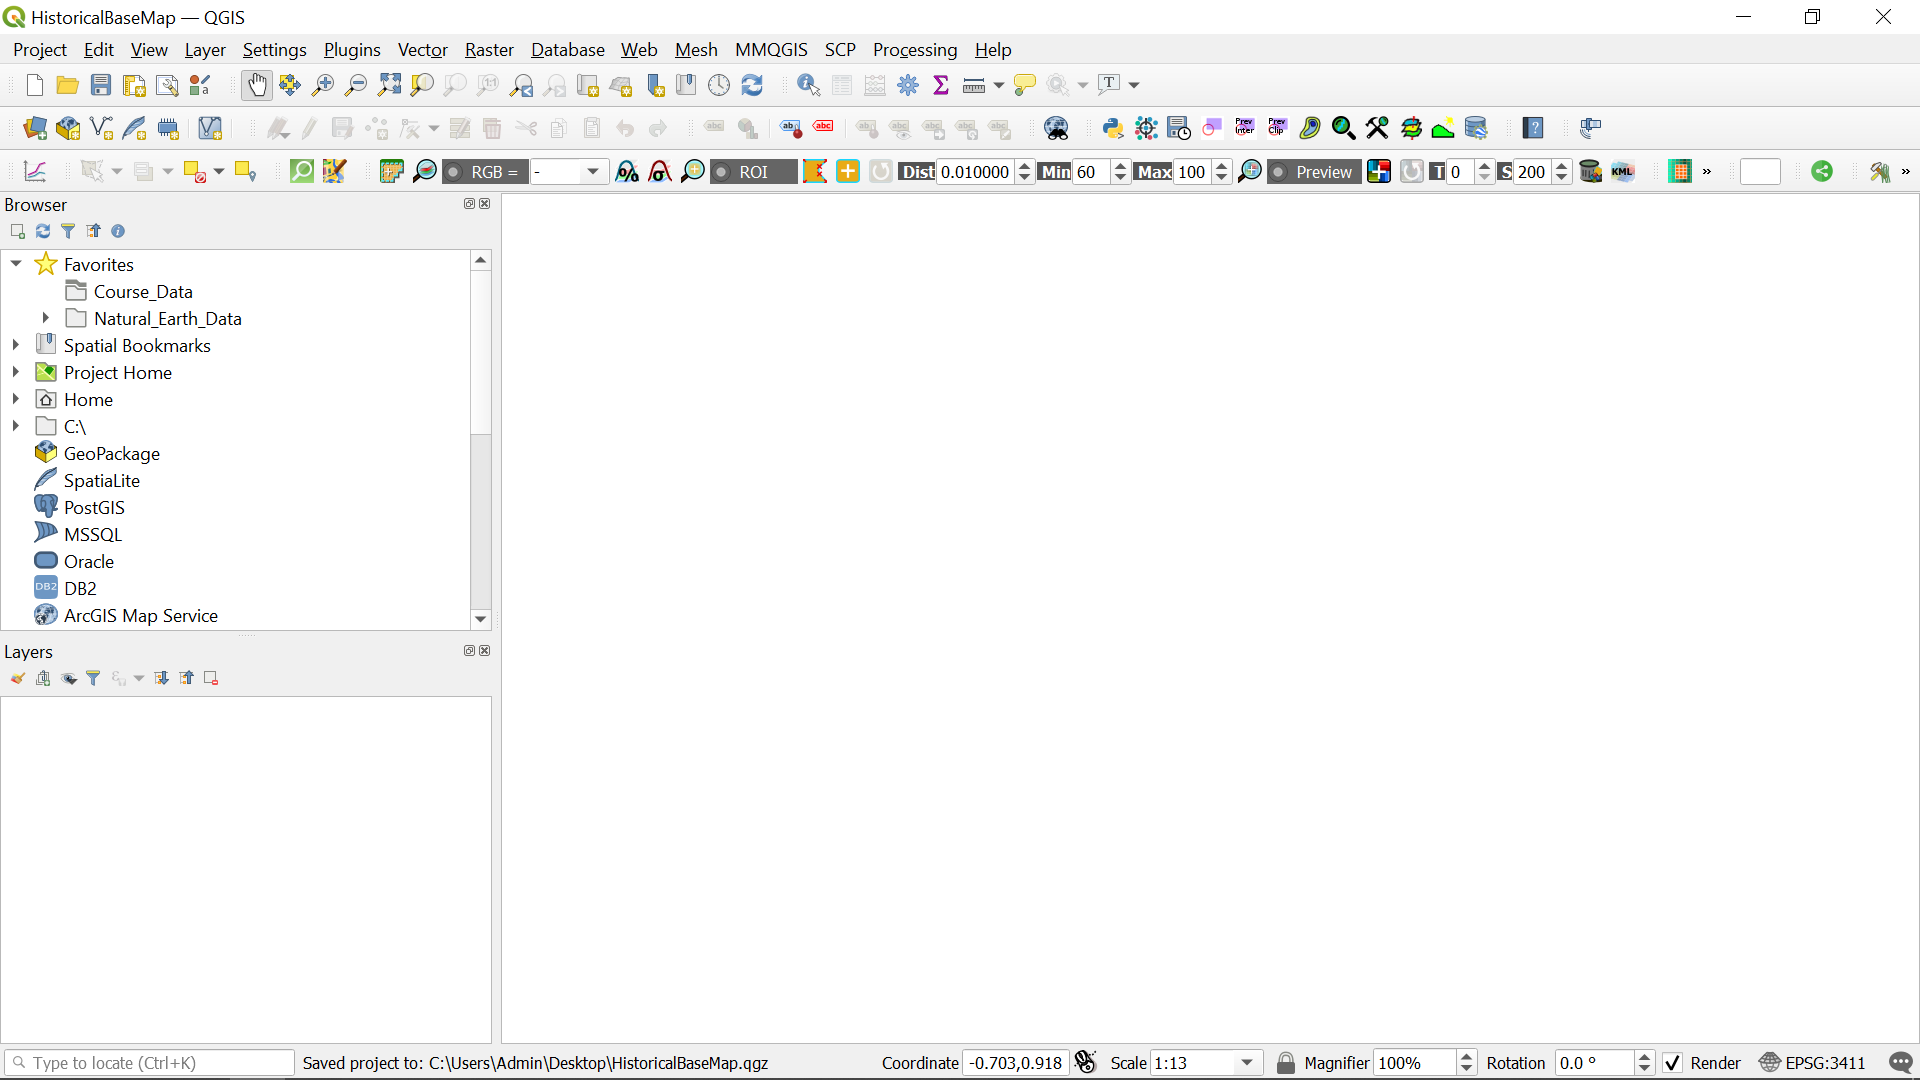 HistoricalBaseMap — QGIS
Project Edit View Layer Settings Plugins Vector Raster Database Web Mesh MMQGIS SCP Processing Help
RGB = - ROI Dist 0.010000 Min 60 Max 100 Preview T 0 S 200 KML »  »
Browser
Favorites
Course_Data
Natural_Earth_Data
Spatial Bookmarks
Project Home
Home
C:\
GeoPackage
SpatiaLite
PostGIS
MSSQL
Oracle
DB2 DB2
ArcGIS Map Service
Layers
Type to locate (Ctrl+K) Saved project to: C:\Users\Admin\Desktop\HistoricalBaseMap.qgz Coordinate -0.703,0.918 Scale 1:13 Magnifier 100% Rotation 0.0 ° Render EPSG:3411